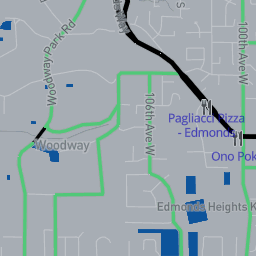 Woodway Park Rd
100th Ave W
106th Ave W
Pagliacci Pizza
- Edmonds
Ono Pok
Woodway
Edmonds Heights K